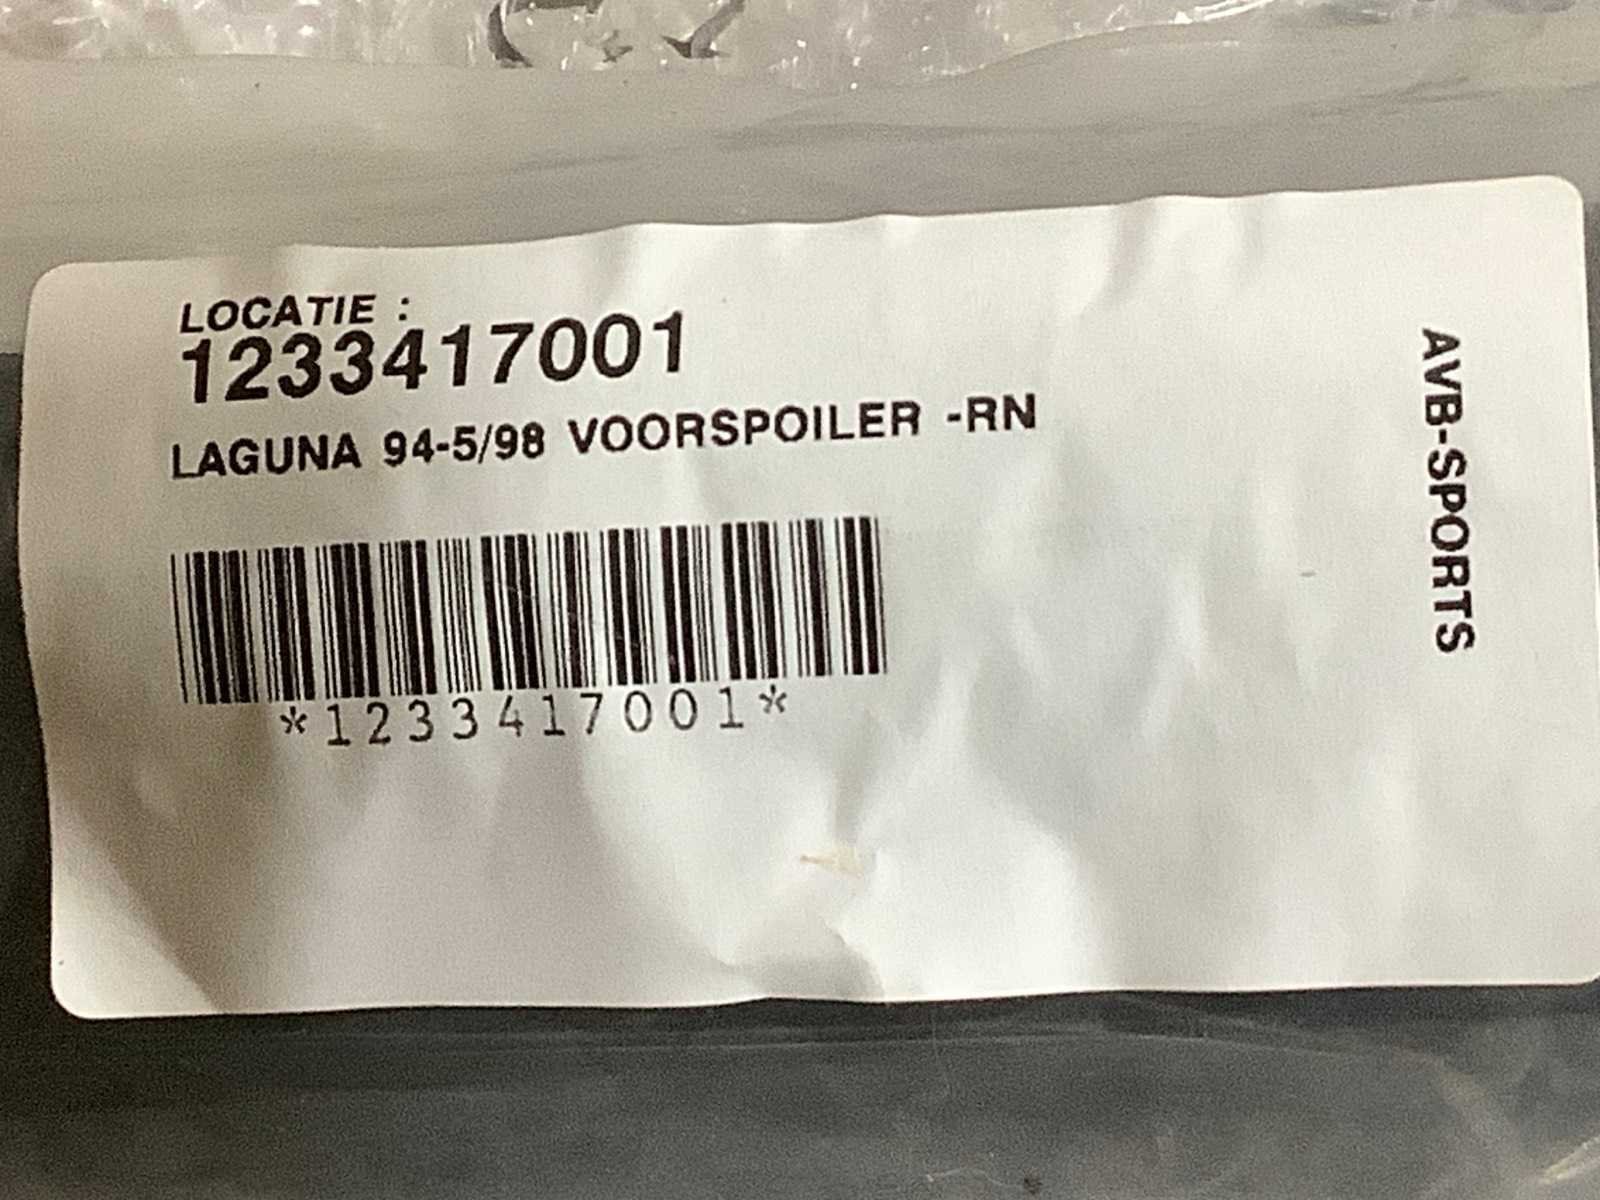 LOCATIE :
1233417001
LAGUNA 94-5/98 VOORSPOILER -RN
*1233417001*
AVB-SPORTS